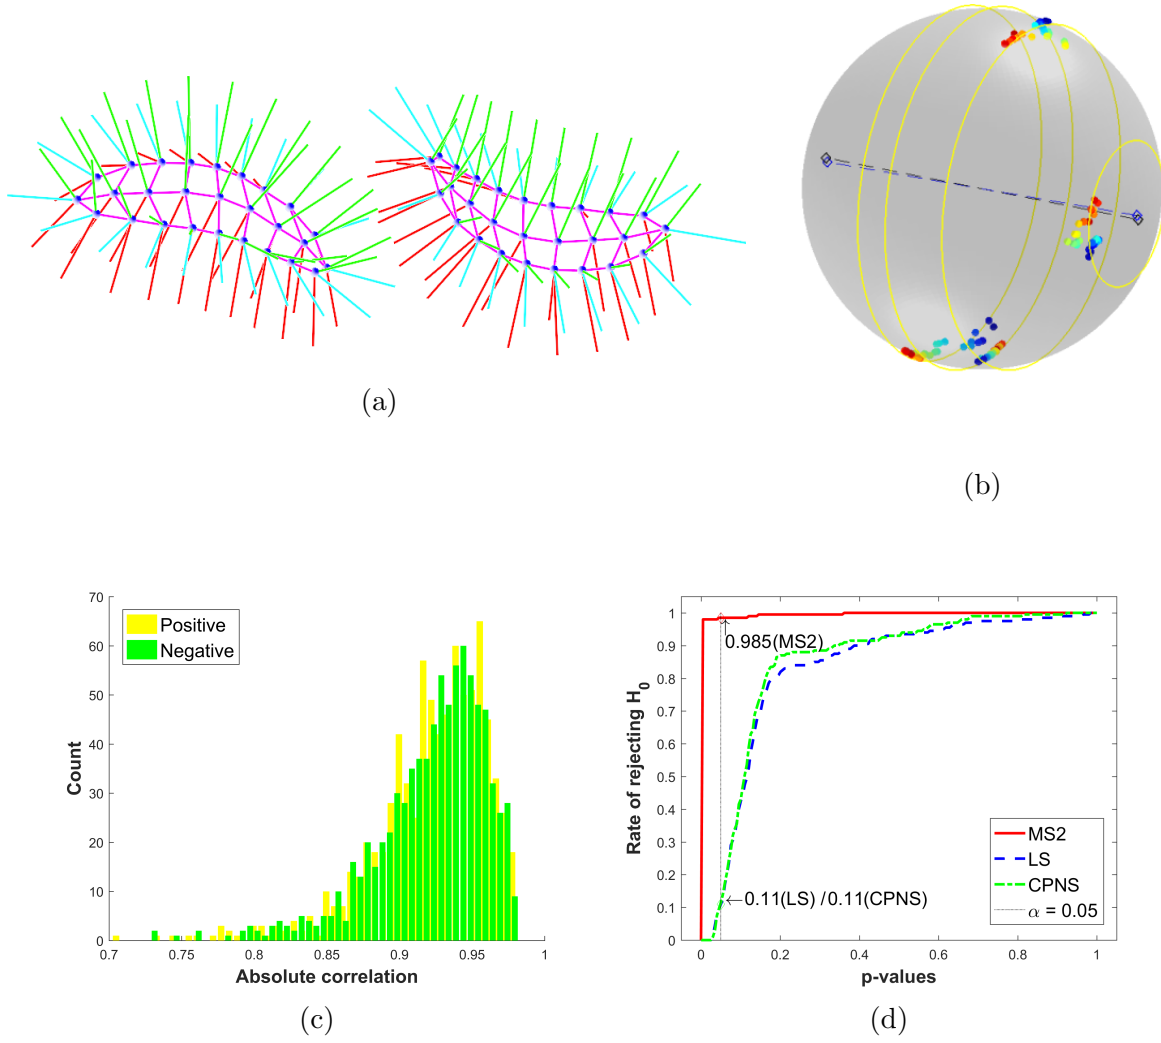 (a)
(b)
70
60
50
40
30
20
10
0
Count
Positive
Negative
0.7
0.75
0.8
0.85
0.9
0.95
1
Absolute correlation
(c)
1
0.9
0.8
0.7
0.6
0.5
0.4
0.3
0.2
0.1
0
Rate of rejecting H0
0.985(MS2)
←0.11(LS) /0.11(CPNS)
MS2
LS
CPNS
α = 0.05
0
0.2
0.4
0.6
0.8
1
p-values
(d)